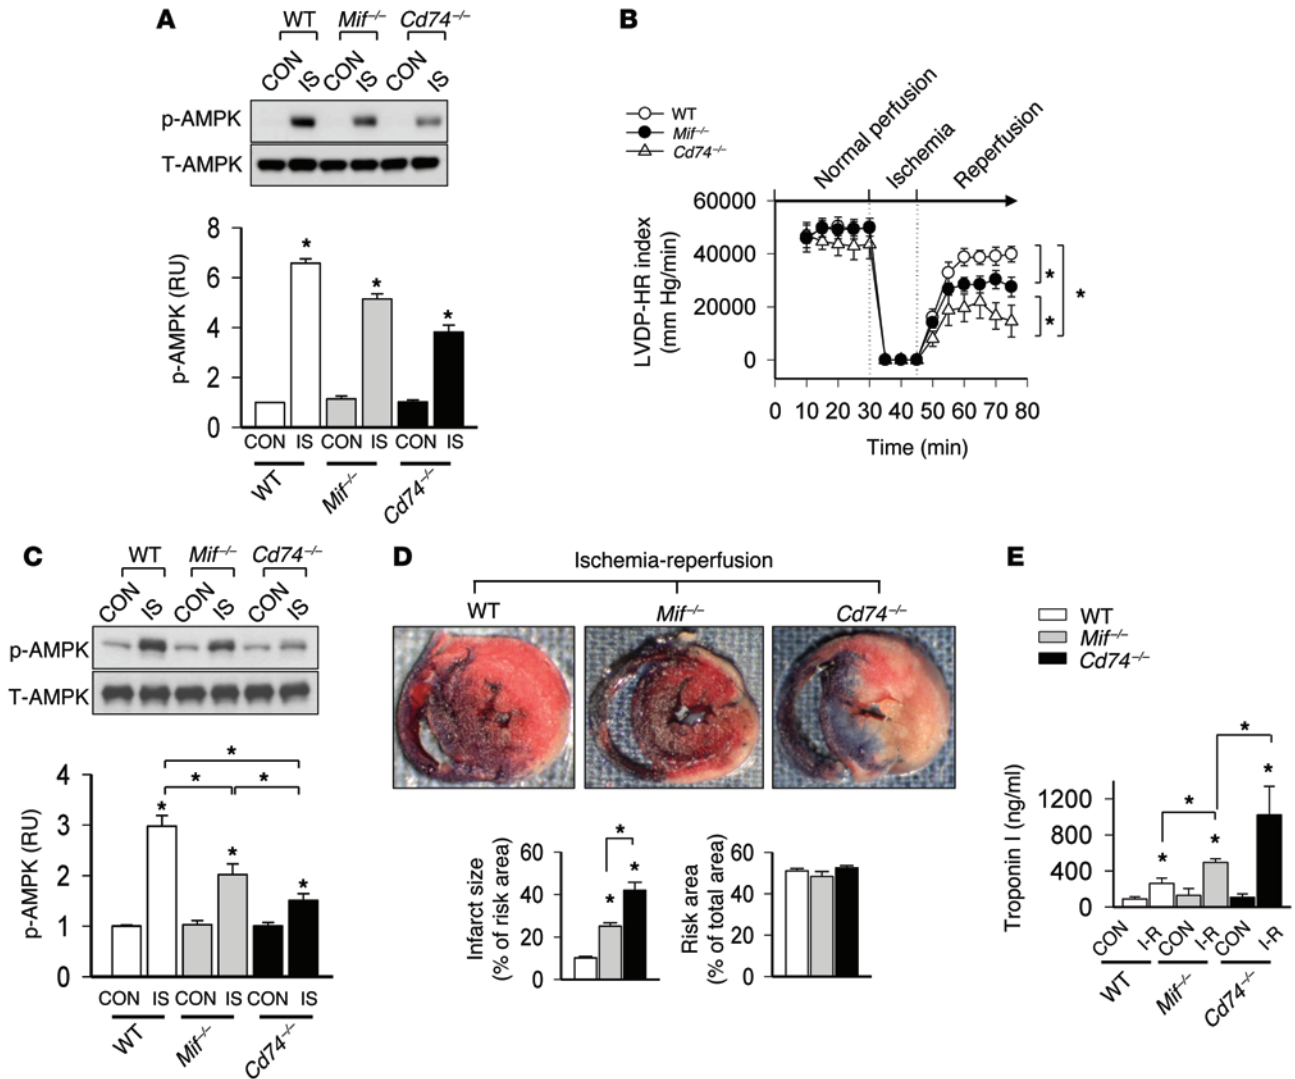 A
WT Mif–/– Cd74–/–
CON IS CON IS CON IS
p-AMPK
T-AMPK
p-AMPK (RU)
8
6
4
2
0
* * *
CON IS CON IS CON IS
WT Mif–/– Cd74–/–
B
WT
Mif–/–
Cd74–/–
Normal perfusion Ischemia Reperfusion
LVDP-HR index
(mm Hg/min)
60000
40000
20000
0
* * *
0 10 20 30 40 50 60 70 80
Time (min)
C
WT Mif–/– Cd74–/–
CON IS CON IS CON IS
p-AMPK
T-AMPK
p-AMPK (RU)
4
3
2
1
0
*
* *
* * *
CON IS CON IS CON IS
WT Mif–/– Cd74–/–
D
Ischemia-reperfusion
WT Mif–/– Cd74–/–
Infarct size
(% of risk area)
60
40
20
0
*
* *
Risk area
(% of total area)
60
40
20
0
E
WT
Mif–/–
Cd74–/–
Troponin I (ng/ml)
1200
800
400
0
*
* *
* *
CON I-R CON I-R CON I-R
WT Mif–/– Cd74–/–